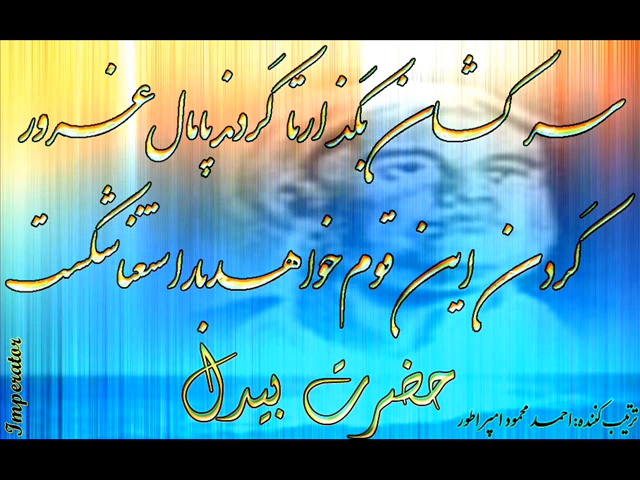 سرکشان بگذار تا گردند پامال غرور
گردن این قوم خواهد بار استغنا شکست
حضرت بیدل
ترتیب کننده: احمد محمود امپراطور
Imperator